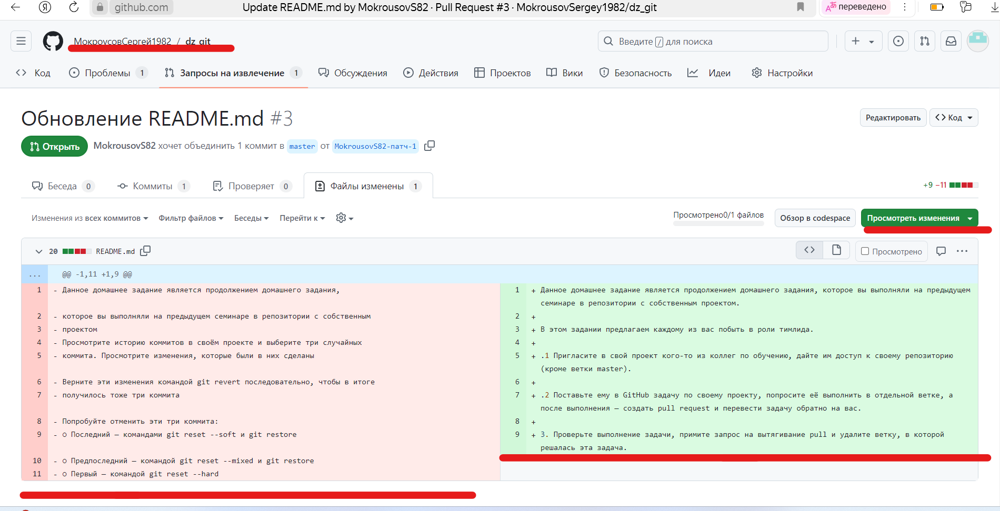 Я github.com Update README.md by MokrousovS82 · Pull Request #3 · MokrousovSergey1982/dz_git переведено
МокроусовСергей1982 / dz_git Введите / для поиска
Код Проблемы 1 Запросы на извлечение 1 Обсуждения Действия Проектов Вики Безопасность Идеи Настройки
Обновление README.md #3 Редактировать Код
Открыть MokrousovS82 хочет объединить 1 коммит в master от MokrousovS82-патч-1
Беседа 0 Коммиты 1 Проверяет 0 Файлы изменены 1 +9 −11
Изменения из всех коммитов Фильтр файлов Беседы Перейти к Просмотрено0/1 файлов Обзор в codespace Просмотреть изменения
20 README.md Просмотрено
... @@ -1,11 +1,9 @@
1 - Данное домашнее задание является продолжением домашнего задания,
2 - которое вы выполняли на предыдущем семинаре в репозитории с собственным
3 - проектом
4 - Просмотрите историю коммитов в своём проекте и выберите три случайных
5 - коммита. Просмотрите изменения, которые были в них сделаны
6 - Верните эти изменения командой git revert последовательно, чтобы в итоге
7 - получилось тоже три коммита
8 - Попробуйте отменить эти три коммита:
9 - ○ Последний — командами git reset --soft и git restore
10 - ○ Предпоследний — командой git reset --mixed и git restore
11 - ○ Первый — командой git reset --hard
1 + Данное домашнее задание является продолжением домашнего задания, которое вы выполняли на предыдущем
семинаре в репозитории с собственным проектом.
2 +
3 + В этом задании предлагаем каждому из вас побыть в роли тимлида.
4 +
5 + .1 Пригласите в свой проект кого-то из коллег по обучению, дайте им доступ к своему репозиторию
(кроме ветки master).
6 +
7 + .2 Поставьте ему в GitHub задачу по своему проекту, попросите её выполнить в отдельной ветке, а
после выполнения — создать pull request и перевести задачу обратно на вас.
8 +
9 + 3. Проверьте выполнение задачи, примите запрос на вытягивание pull и удалите ветку, в которой
решалась эта задача.